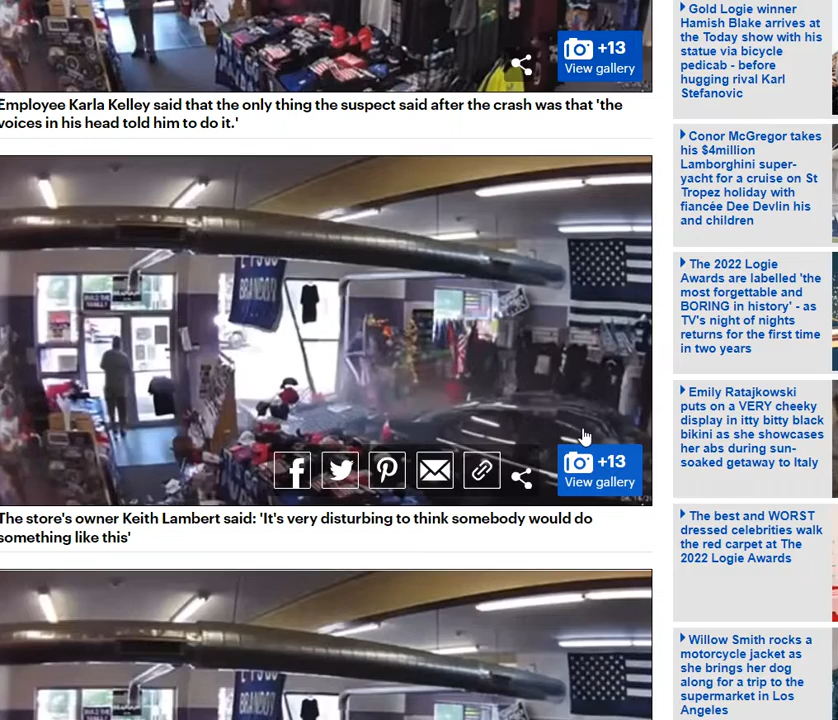 +13
View gallery
Employee Karla Kelley said that the only thing the suspect said after the crash was that 'the
voices in his head told him to do it.'
LET'S GO
BRANDON
+13
View gallery
The store's owner Keith Lambert said: 'It's very disturbing to think somebody would do
something like this'
Gold Logie winner
Hamish Blake arrives at
the Today show with his
statue via bicycle
pedicab - before
hugging rival Karl
Stefanovic
Conor McGregor takes
his $4million
Lamborghini super-
yacht for a cruise on St
Tropez holiday with
fiancée Dee Devlin his
and children
The 2022 Logie
Awards are labelled 'the
most forgettable and
BORING in history' - as
TV's night of nights
returns for the first time
in two years
Emily Ratajkowski
puts on a VERY cheeky
display in itty bitty black
bikini as she showcases
her abs during sun-
soaked getaway to Italy
The best and WORST
dressed celebrities walk
the red carpet at The
2022 Logie Awards
Willow Smith rocks a
motorcycle jacket as
she brings her dog
along for a trip to the
supermarket in Los
Angeles